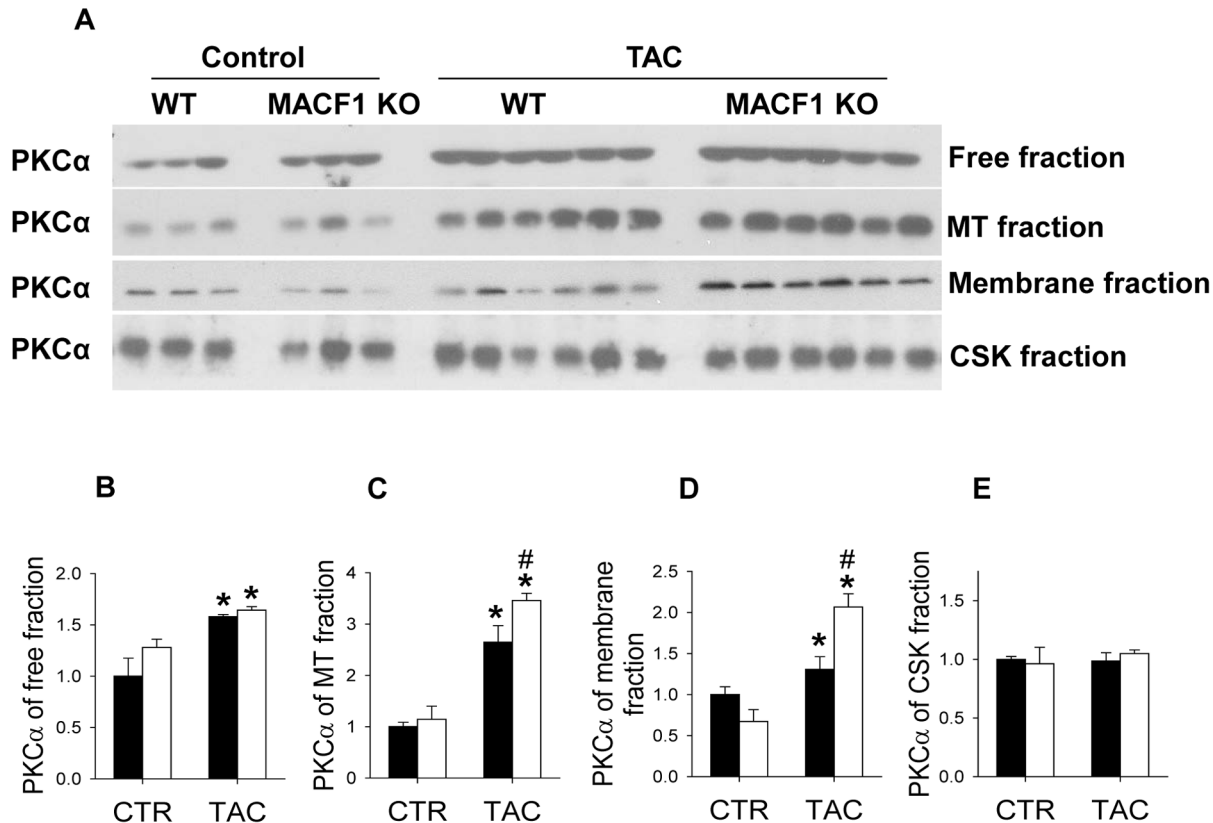 A
Control TAC
WT MACF1 KO WT MACF1 KO
PKCα Free fraction
PKCα MT fraction
PKCα Membrane fraction
PKCα CSK fraction
B
PKCα of free fraction
2.0
1.5
1.0
0.5
0.0
* *
CTR TAC
C
PKCα of MT fraction
4
3
2
1
0
* #
*
CTR TAC
D
PKCα of membrane
fraction
2.5
2.0
1.5
1.0
0.5
0.0
* #
*
CTR TAC
E
PKCα of CSK fraction
1.5
1.0
0.5
0.0
CTR TAC